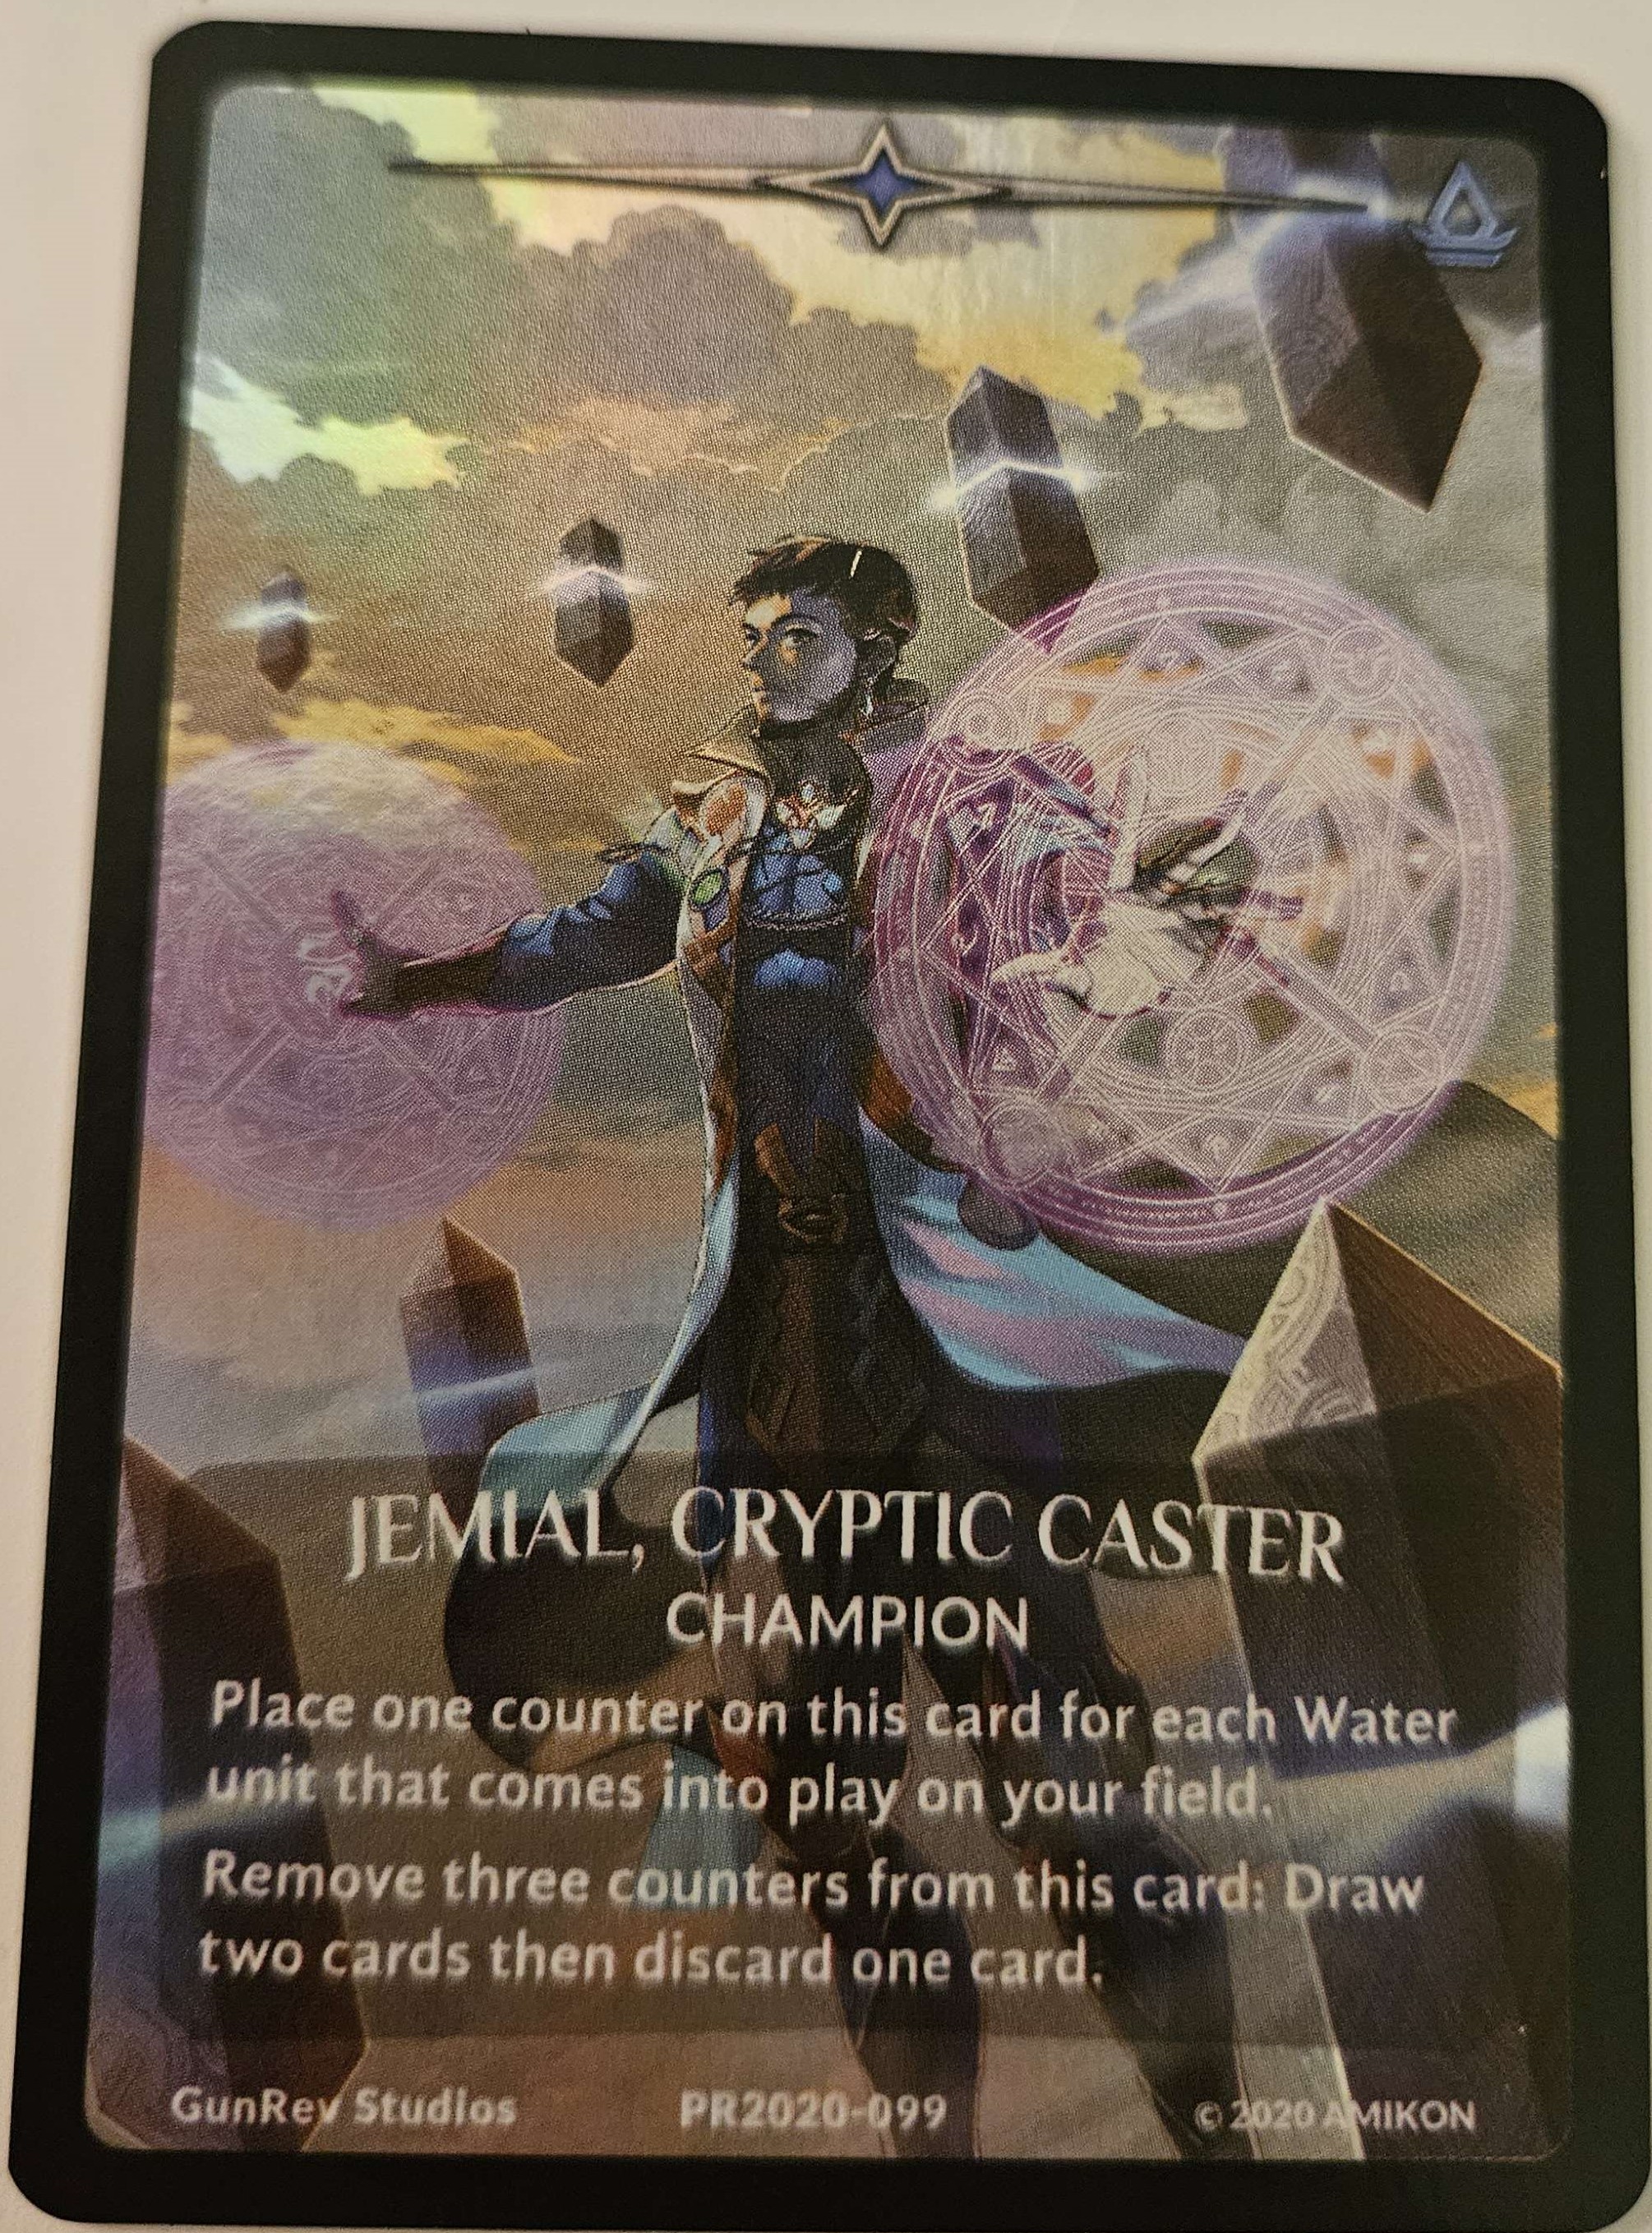 JEMIAL, CRYPTIC CASTER
CHAMPION
Place one counter on this card for each Water
unit that comes into play on your field.
Remove three counters from this card: Draw
two cards then discard one card.
GunRev Studios PR2020-099 © 2020 AMIKON